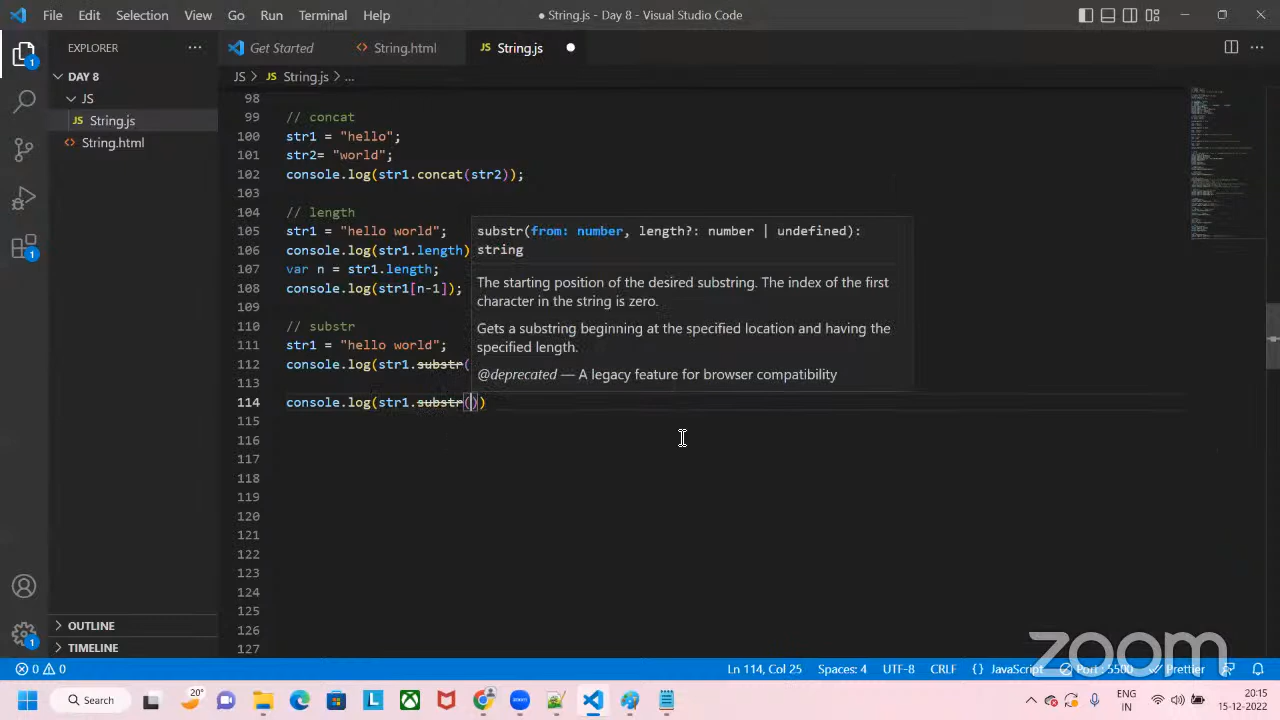 File Edit Selection View Go Run Terminal Help
● String.js - Day 8 - Visual Studio Code
EXPLORER ...
Get Started
<> String.html
JS String.js ●
...
DAY 8
JS
JS String.js
<> String.html
JS > JS String.js > ...
98
99 // concat
100 str1 = "hello";
101 str2= "world";
102 console.log(str1.concat(str2));
103
104 // length
105 str1 = "hello world";
106 console.log(str1.length)
107 var n = str1.length;
108 console.log(str1[n-1]);
109
110 // substr
111 str1 = "hello world";
112 console.log(str1.substr(
113
114 console.log(str1.substr())
115
116
117
118
119
120
121
122
123
124
125
126
127
substr(from: number, length?: number | undefined):
string
The starting position of the desired substring. The index of the first
character in the string is zero.
Gets a substring beginning at the specified location and having the
specified length.
@deprecated — A legacy feature for browser compatibility
1
1
1
OUTLINE
TIMELINE
zoom
0 0
Ln 114, Col 25 Spaces: 4 UTF-8 CRLF {} JavaScript Port : 5500 Prettier
Search
20°
ENG
IN
20:15
15-12-2022